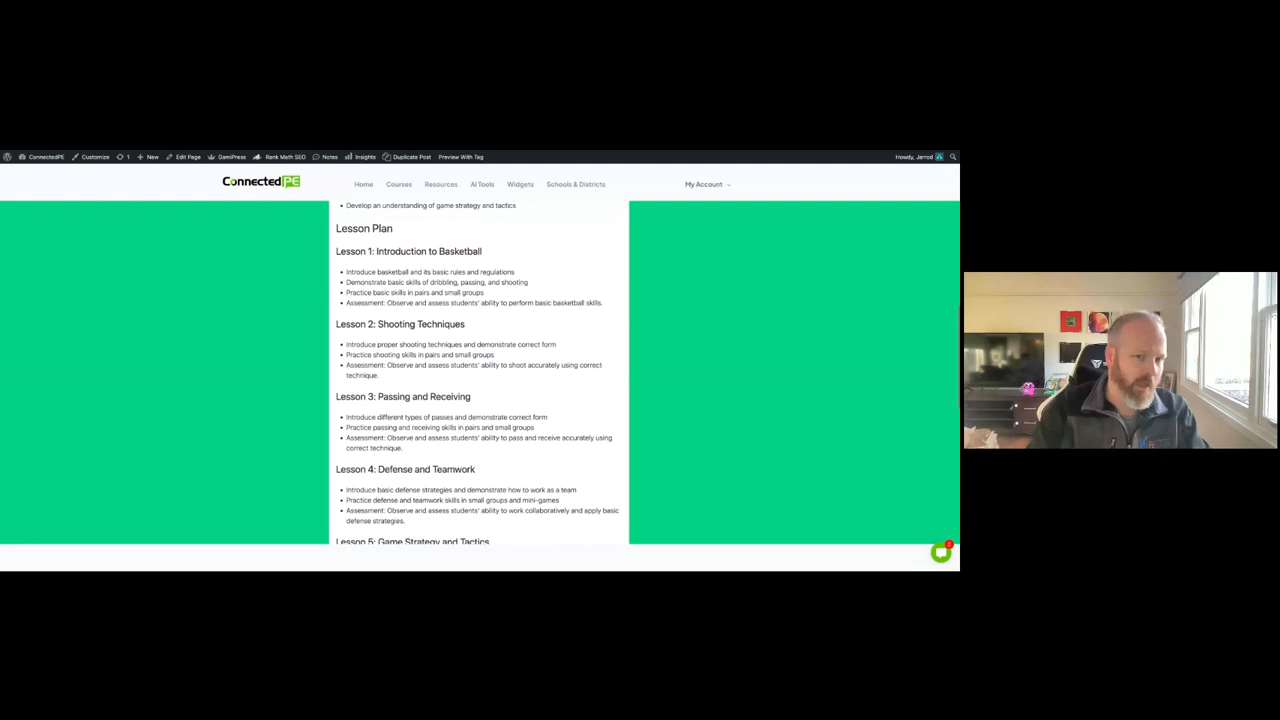 ConnectedPE Customize 1 New Edit Page GamiPress Rank Math SEO Notes Insights Duplicate Post Preview With Tag Howdy, Jarrod
ConnectedPE Home Courses Resources AI Tools Widgets Schools & Districts My Account
• Develop an understanding of game strategy and tactics
Lesson Plan
Lesson 1: Introduction to Basketball
• Introduce basketball and its basic rules and regulations
• Demonstrate basic skills of dribbling, passing, and shooting
• Practice basic skills in pairs and small groups
• Assessment: Observe and assess students' ability to perform basic basketball skills.
Lesson 2: Shooting Techniques
• Introduce proper shooting techniques and demonstrate correct form
• Practice shooting skills in pairs and small groups
• Assessment: Observe and assess students' ability to shoot accurately using correct
technique.
Lesson 3: Passing and Receiving
• Introduce different types of passes and demonstrate correct form
• Practice passing and receiving skills in pairs and small groups
• Assessment: Observe and assess students' ability to pass and receive accurately using
correct technique.
Lesson 4: Defense and Teamwork
• Introduce basic defense strategies and demonstrate how to work as a team
• Practice defense and teamwork skills in small groups and mini-games
• Assessment: Observe and assess students' ability to work collaboratively and apply basic
defense strategies.
Lesson 5: Game Strategy and Tactics